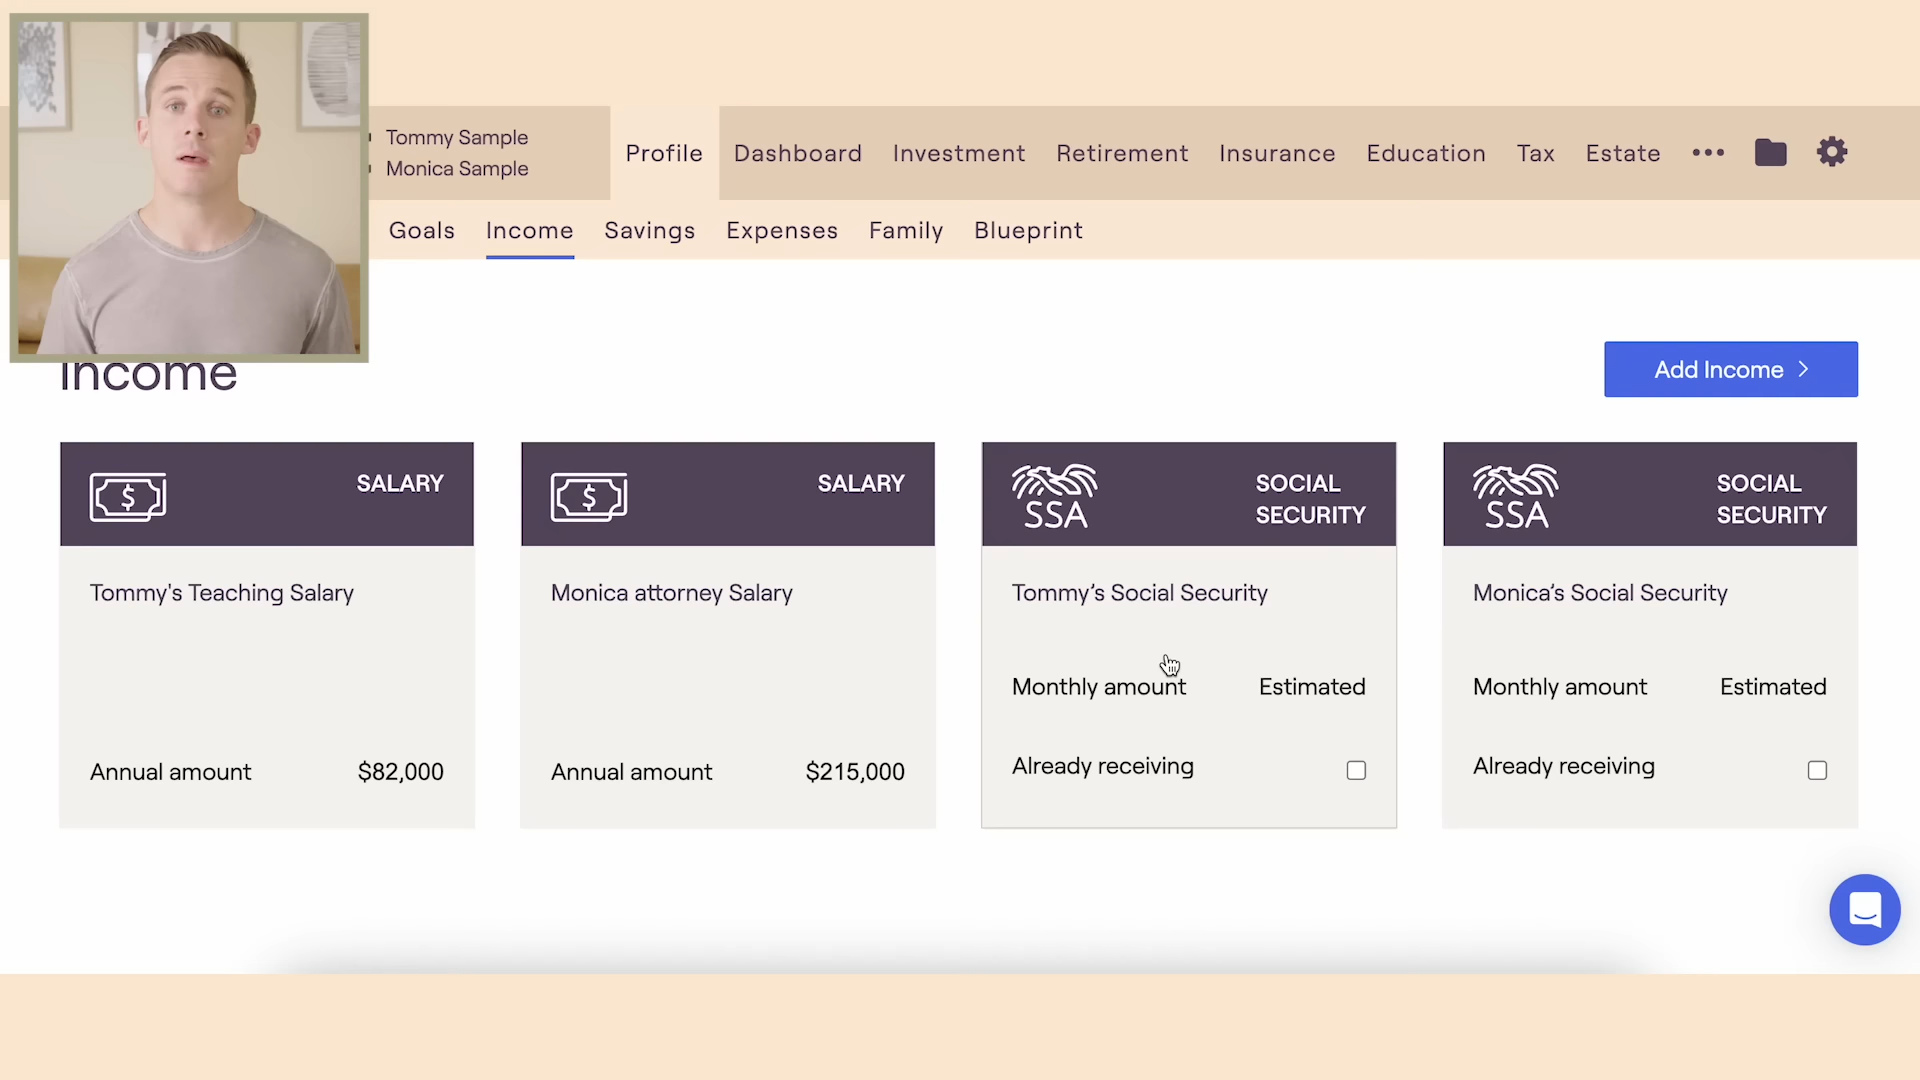 Tommy Sample
Monica Sample
Profile
Dashboard
Investment
Retirement
Insurance
Education
Tax
Estate
Goals
Income
Savings
Expenses
Family
Blueprint
Income
Add Income
$
SALARY
Tommy's Teaching Salary
Annual amount
$82,000
$
SALARY
Monica attorney Salary
Annual amount
$215,000
SSA
SOCIAL
SECURITY
Tommy’s Social Security
Monthly amount
Estimated
Already receiving
SSA
SOCIAL
SECURITY
Monica’s Social Security
Monthly amount
Estimated
Already receiving